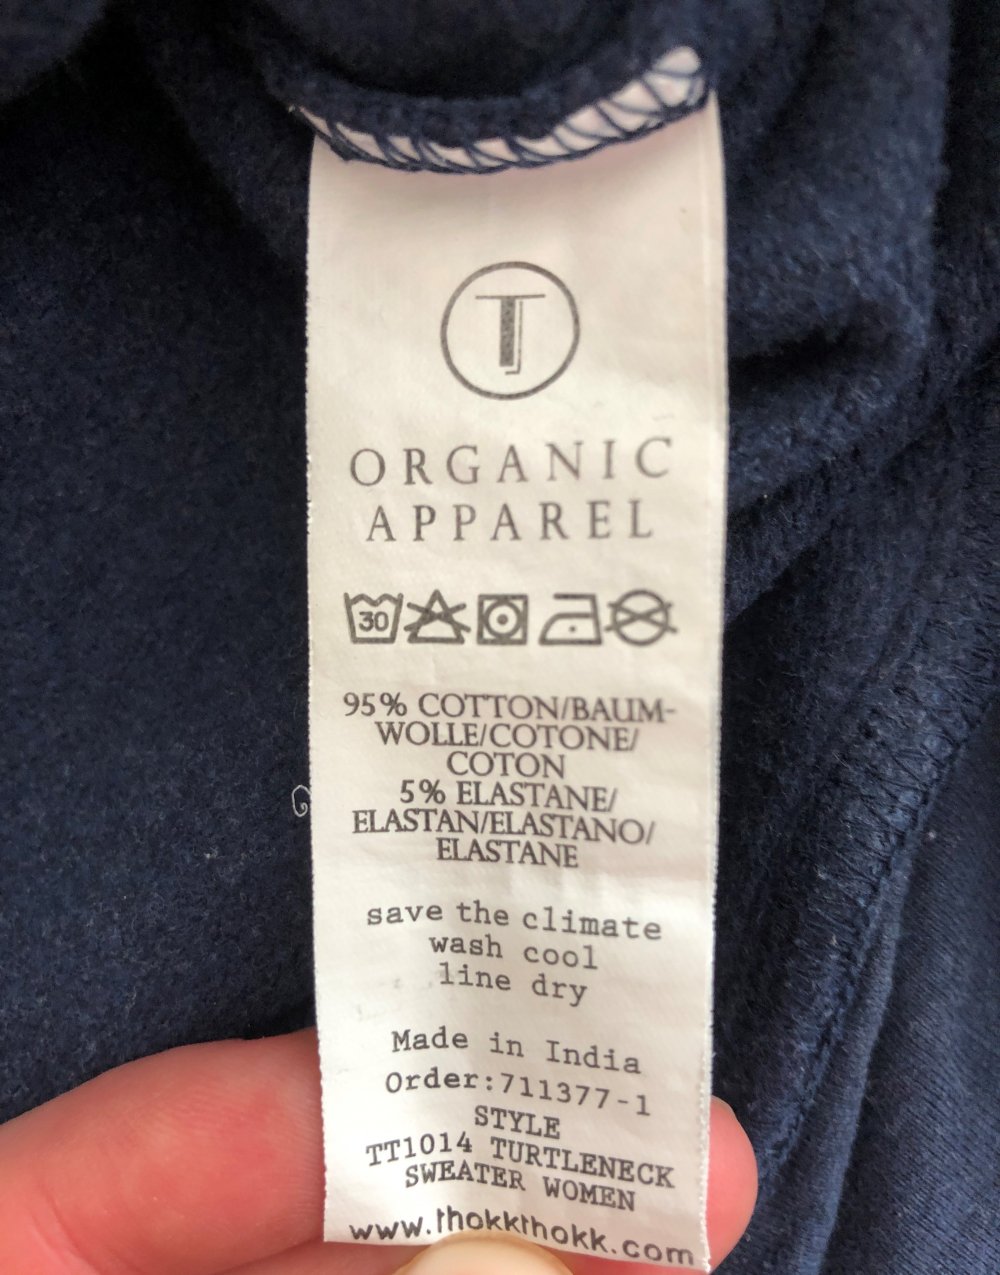 T
ORGANIC
APPAREL
30
95% COTTON/BAUM-
WOLLE/COTONE/
COTON
5% ELASTANE/
ELASTAN/ELASTANO/
ELASTANE
save the climate
wash cool
line dry
Made in India
Order:711377-1
STYLE
TT1014 TURTLENECK
SWEATER WOMEN
www.thokkthokk.com